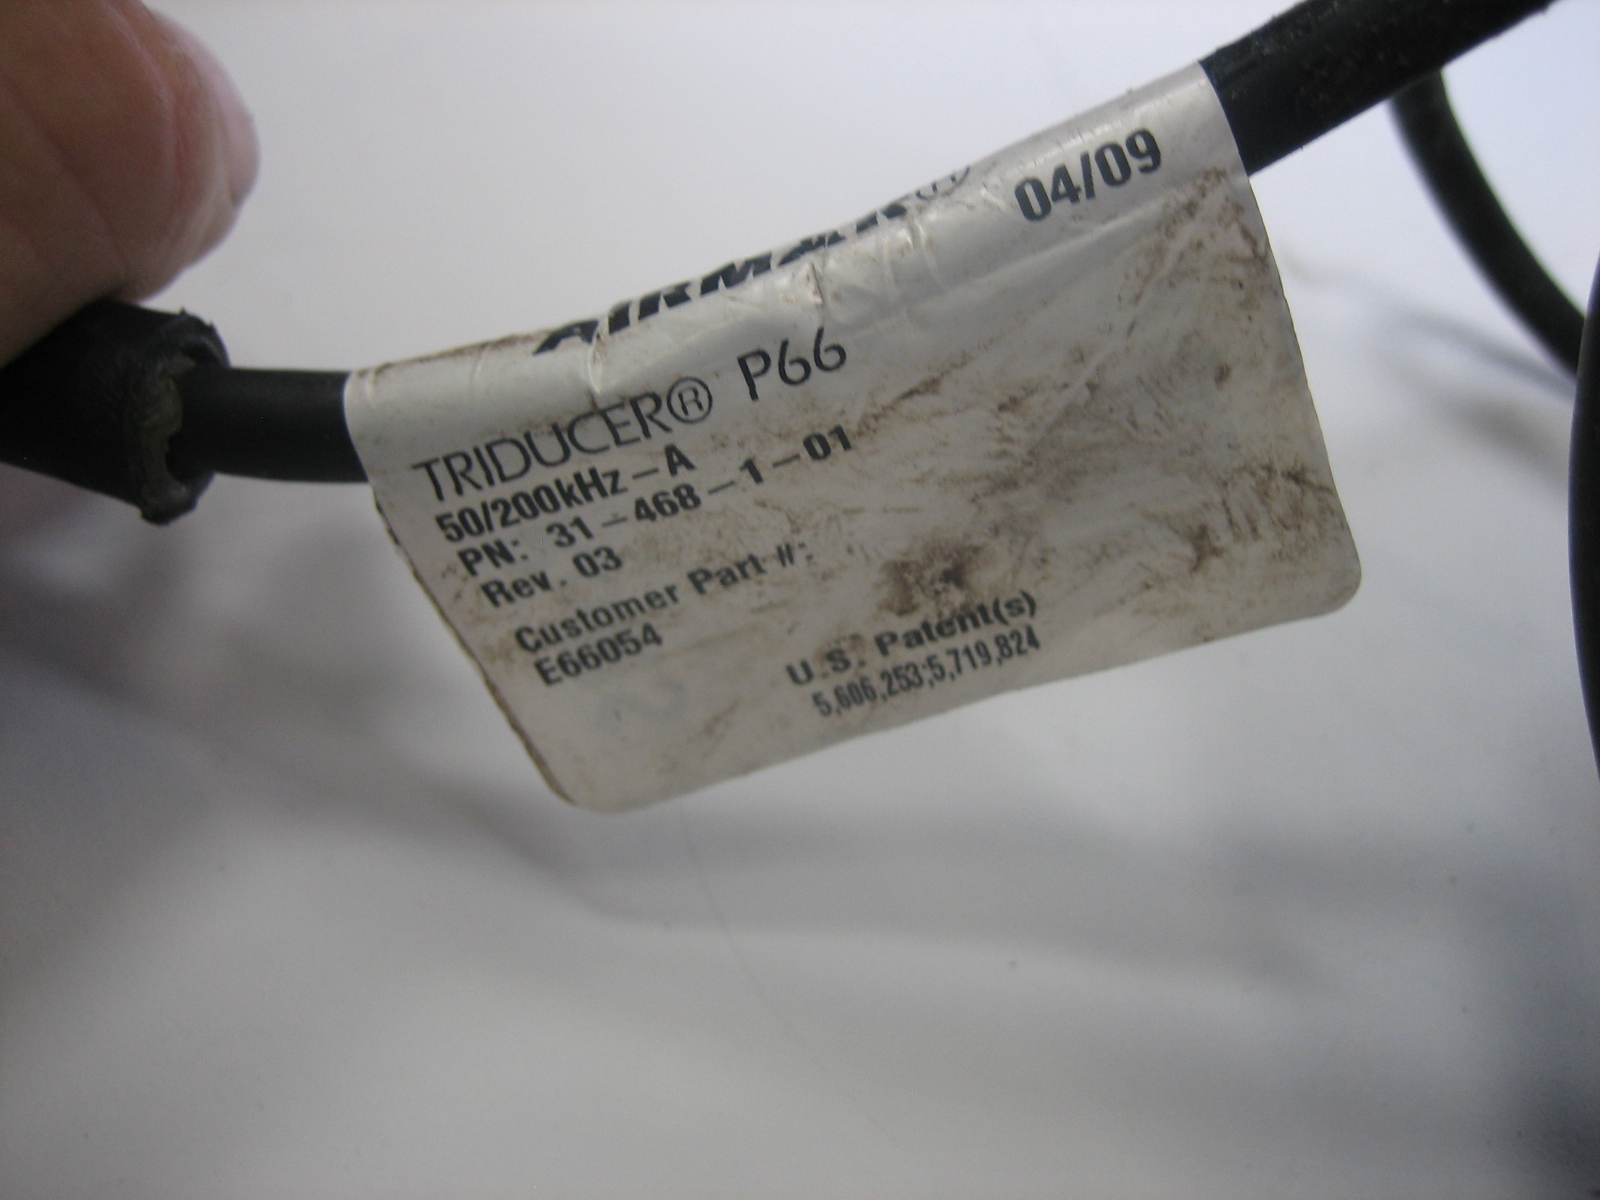 AIRMAR® 04/09
TRIDUCER® P66
50/200kHz-A
PN: 31-468-1-01
Rev. 03
Customer Part #:
E66054
U.S. Patent(s)
5,606,253;5,719,824